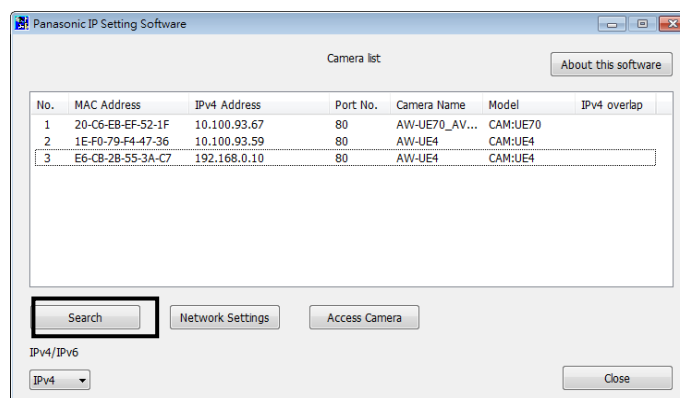 Panasonic IP Setting Software
Camera list
About this software
No. MAC Address IPv4 Address Port No. Camera Name Model IPv4 overlap
1 20-C6-EB-EF-52-1F 10.100.93.67 80 AW-UE70_AV... CAM:UE70
2 1E-F0-79-F4-47-36 10.100.93.59 80 AW-UE4 CAM:UE4
3 E6-CB-2B-55-3A-C7 192.168.0.10 80 AW-UE4 CAM:UE4
Search Network Settings Access Camera
IPv4/IPv6
IPv4 Close